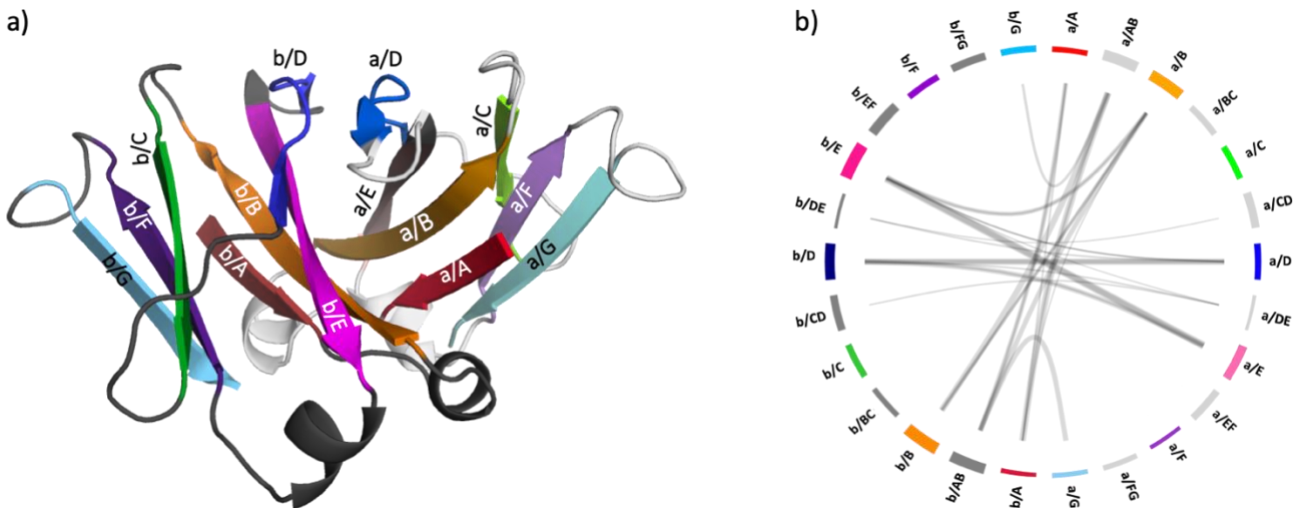 a)
b/D
a/D
b/C
a/C
b/F
b/B
a/E
a/F
a/B
b/G
b/A
a/A
a/G
b/E
b)
b/G
a/A
b/FG
a/AB
b/F
a/B
b/EF
a/BC
b/E
a/C
b/DE
a/CD
b/D
a/D
b/CD
a/DE
b/C
a/E
b/BC
a/EF
b/B
a/F
b/AB
a/FG
b/A
a/G